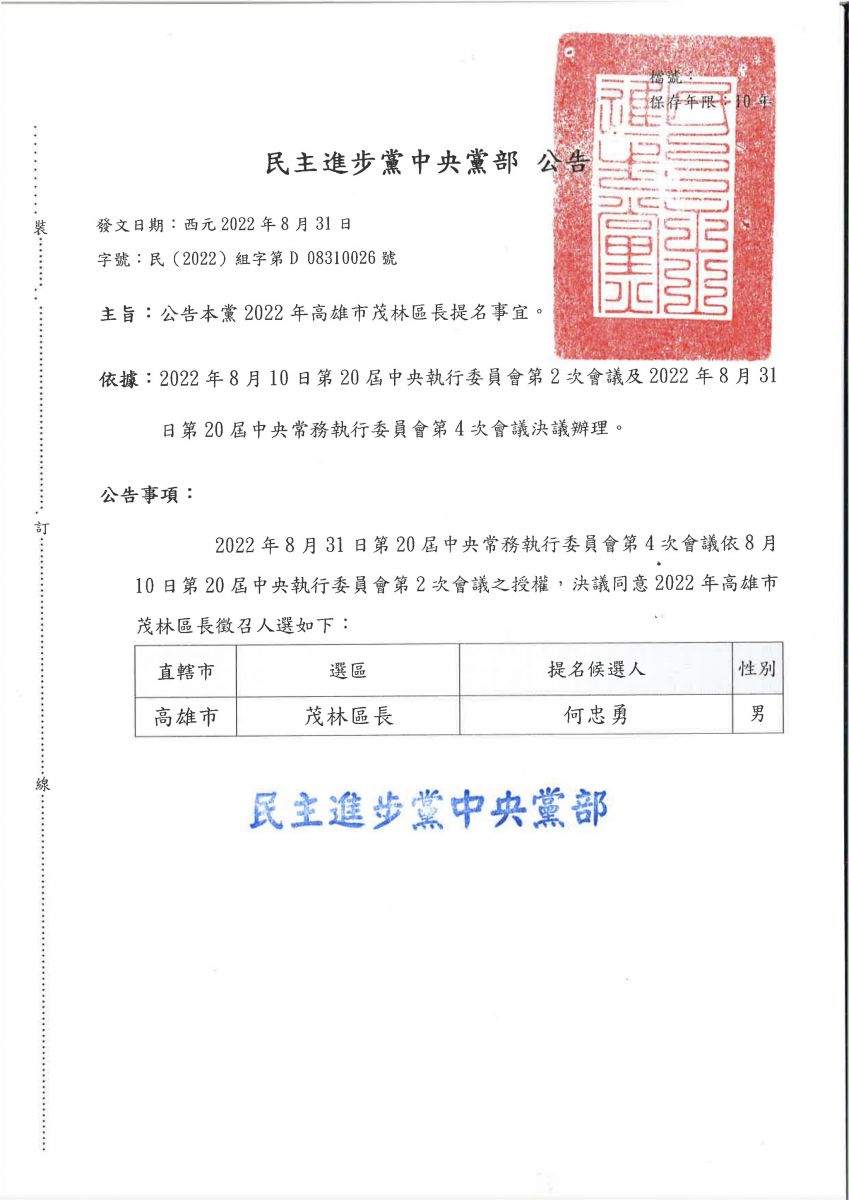 檔號：
保存年限：10 年
民主進步黨中央黨部 公告
發文日期：西元 2022 年 8 月 31 日
字號：民（2022）組字第 D 08310026 號
主旨：公告本黨 2022 年高雄市茂林區長提名事宜。
依據：2022 年 8 月 10 日第 20 屆中央執行委員會第 2 次會議及 2022 年 8 月 31
日第 20 屆中央常務執行委員會第 4 次會議決議辦理。
公告事項：
2022 年 8 月 31 日第 20 屆中央常務執行委員會第 4 次會議依 8 月
10 日第 20 屆中央執行委員會第 2 次會議之授權，決議同意 2022 年高雄市
茂林區長徵召人選如下：
直轄市 選區 提名候選人 性別
高雄市 茂林區長 何忠勇 男
民主進步黨中央黨部
裝
訂
線